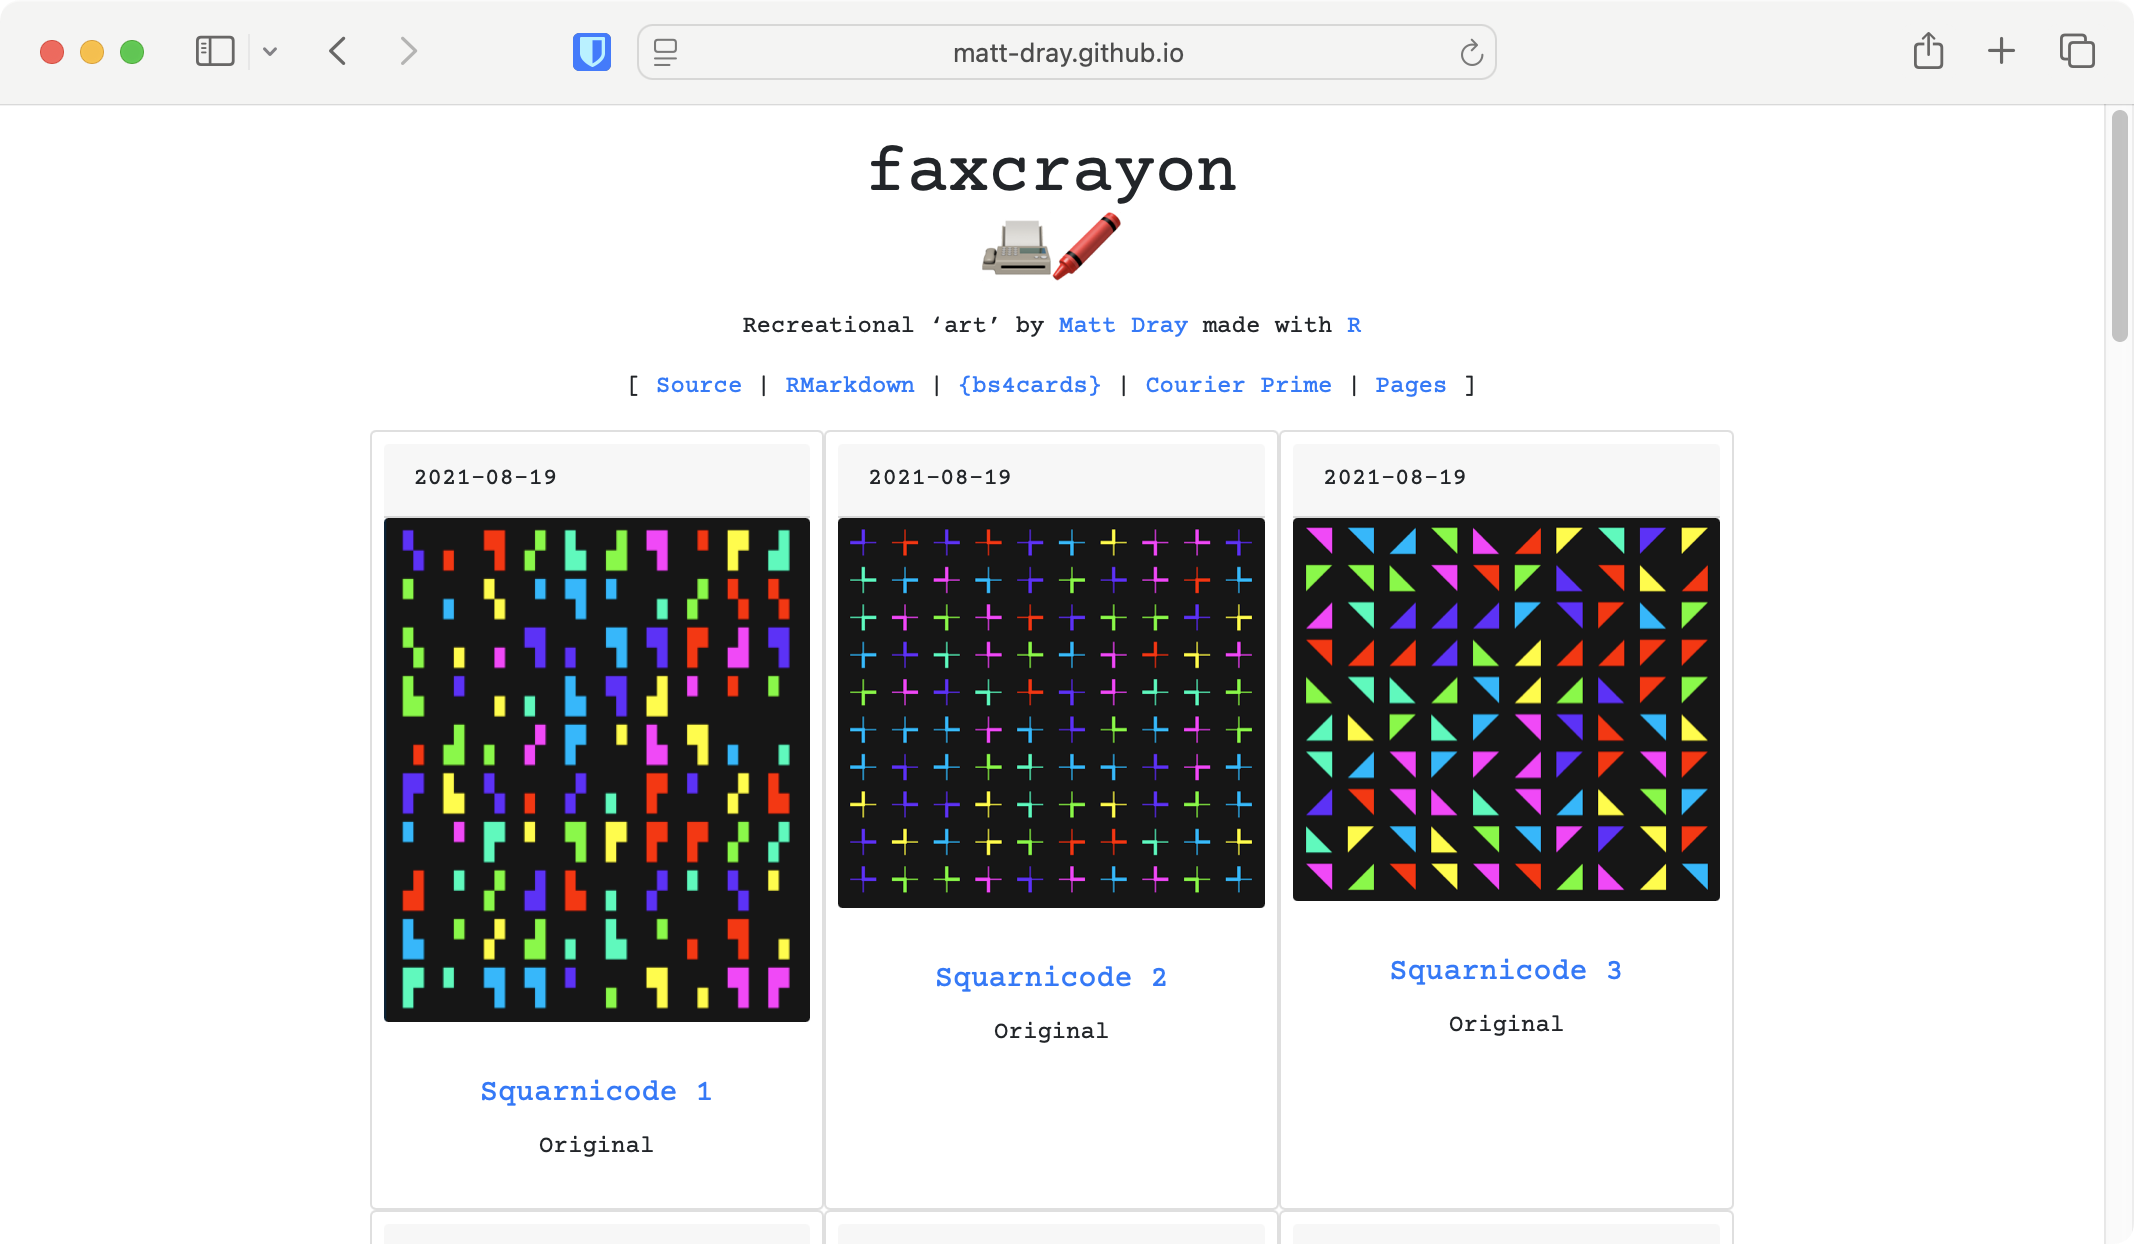 matt-dray.github.io
faxcrayon
Recreational ‘art’ by Matt Dray made with R
[ Source | RMarkdown | {bs4cards} | Courier Prime | Pages ]
2021-08-19
Squarnicode 1
Original
2021-08-19
Squarnicode 2
Original
2021-08-19
Squarnicode 3
Original